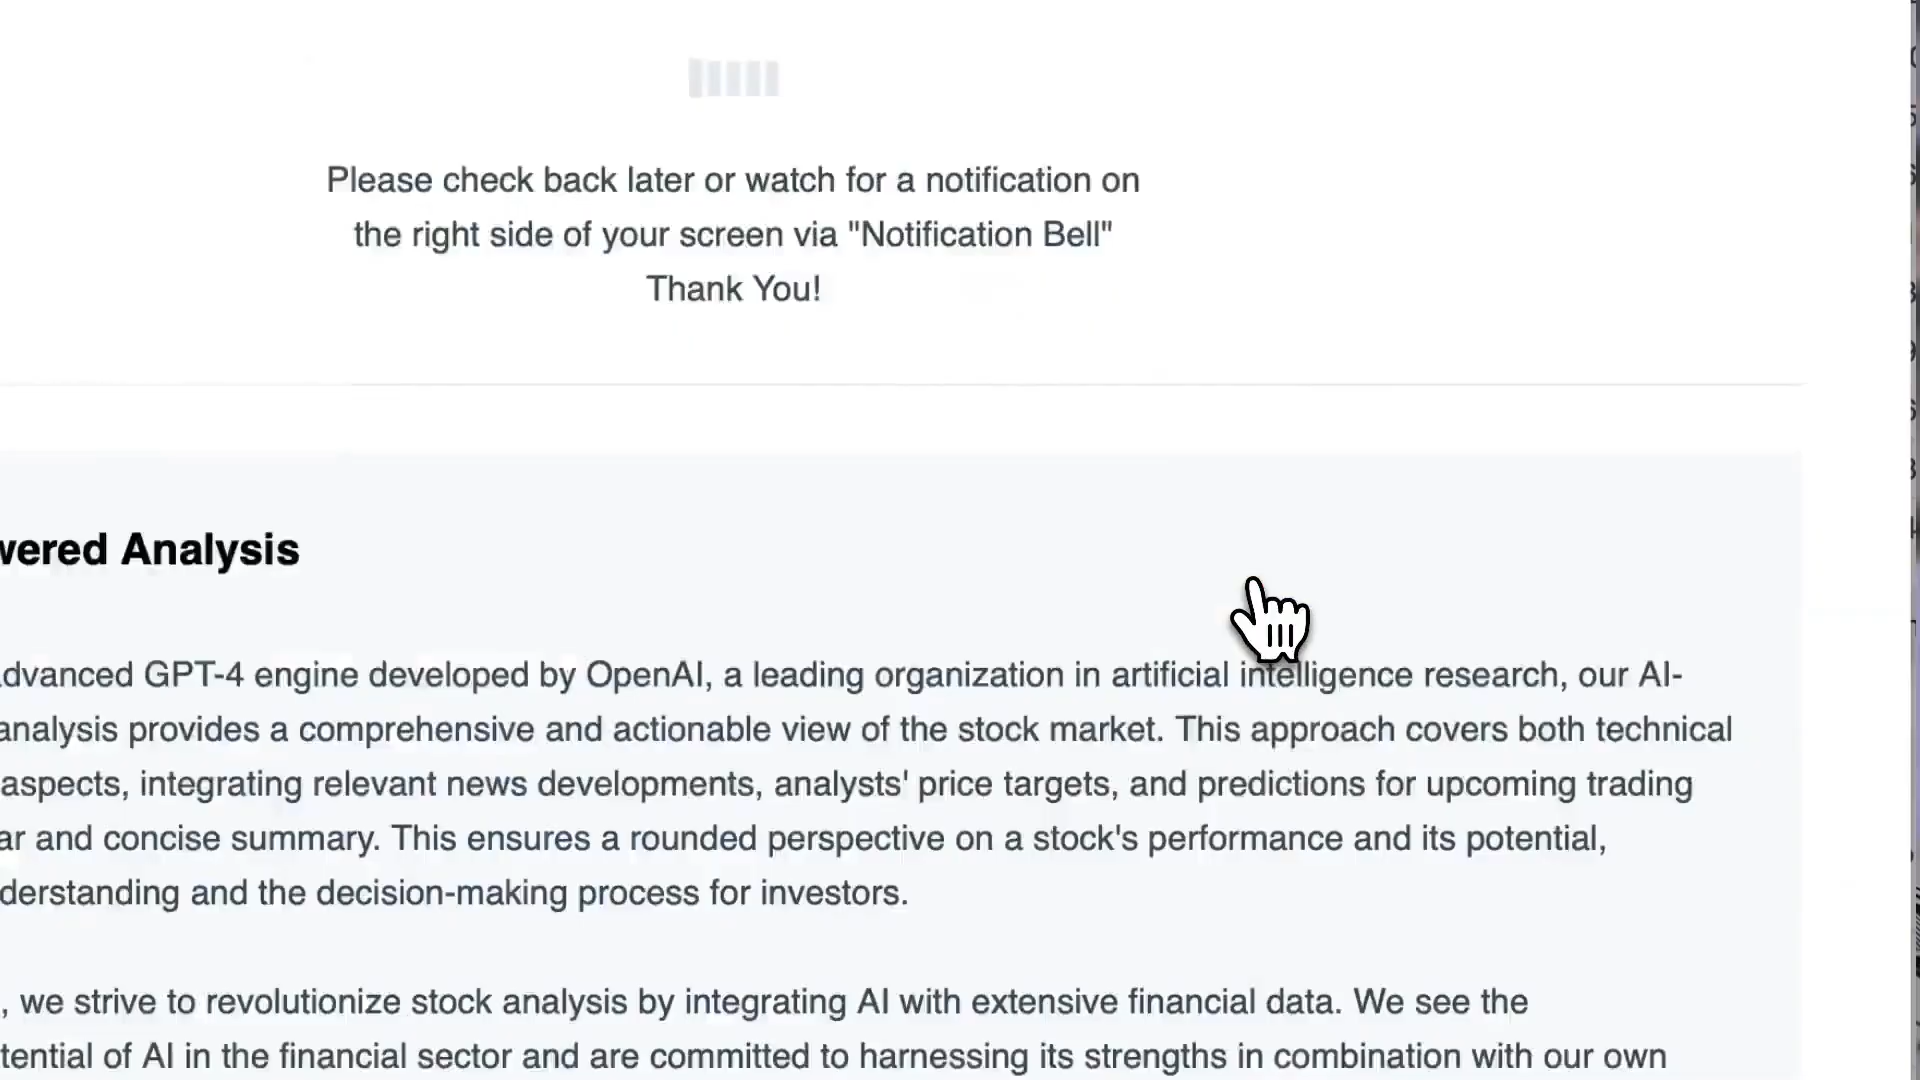 Please check back later or watch for a notification on
the right side of your screen via "Notification Bell"
Thank You!
Analysis
GPT-4 engine developed by OpenAI, a leading organization in artificial intelligence research, our AI-
analysis provides a comprehensive and actionable view of the stock market. This approach covers both technical
aspects, integrating relevant news developments, analysts' price targets, and predictions for upcoming trading
and concise summary. This ensures a rounded perspective on a stock's performance and its potential,
and the decision-making process for investors.
, we strive to revolutionize stock analysis by integrating AI with extensive financial data. We see the
of AI in the financial sector and are committed to harnessing its strengths in combination with our own